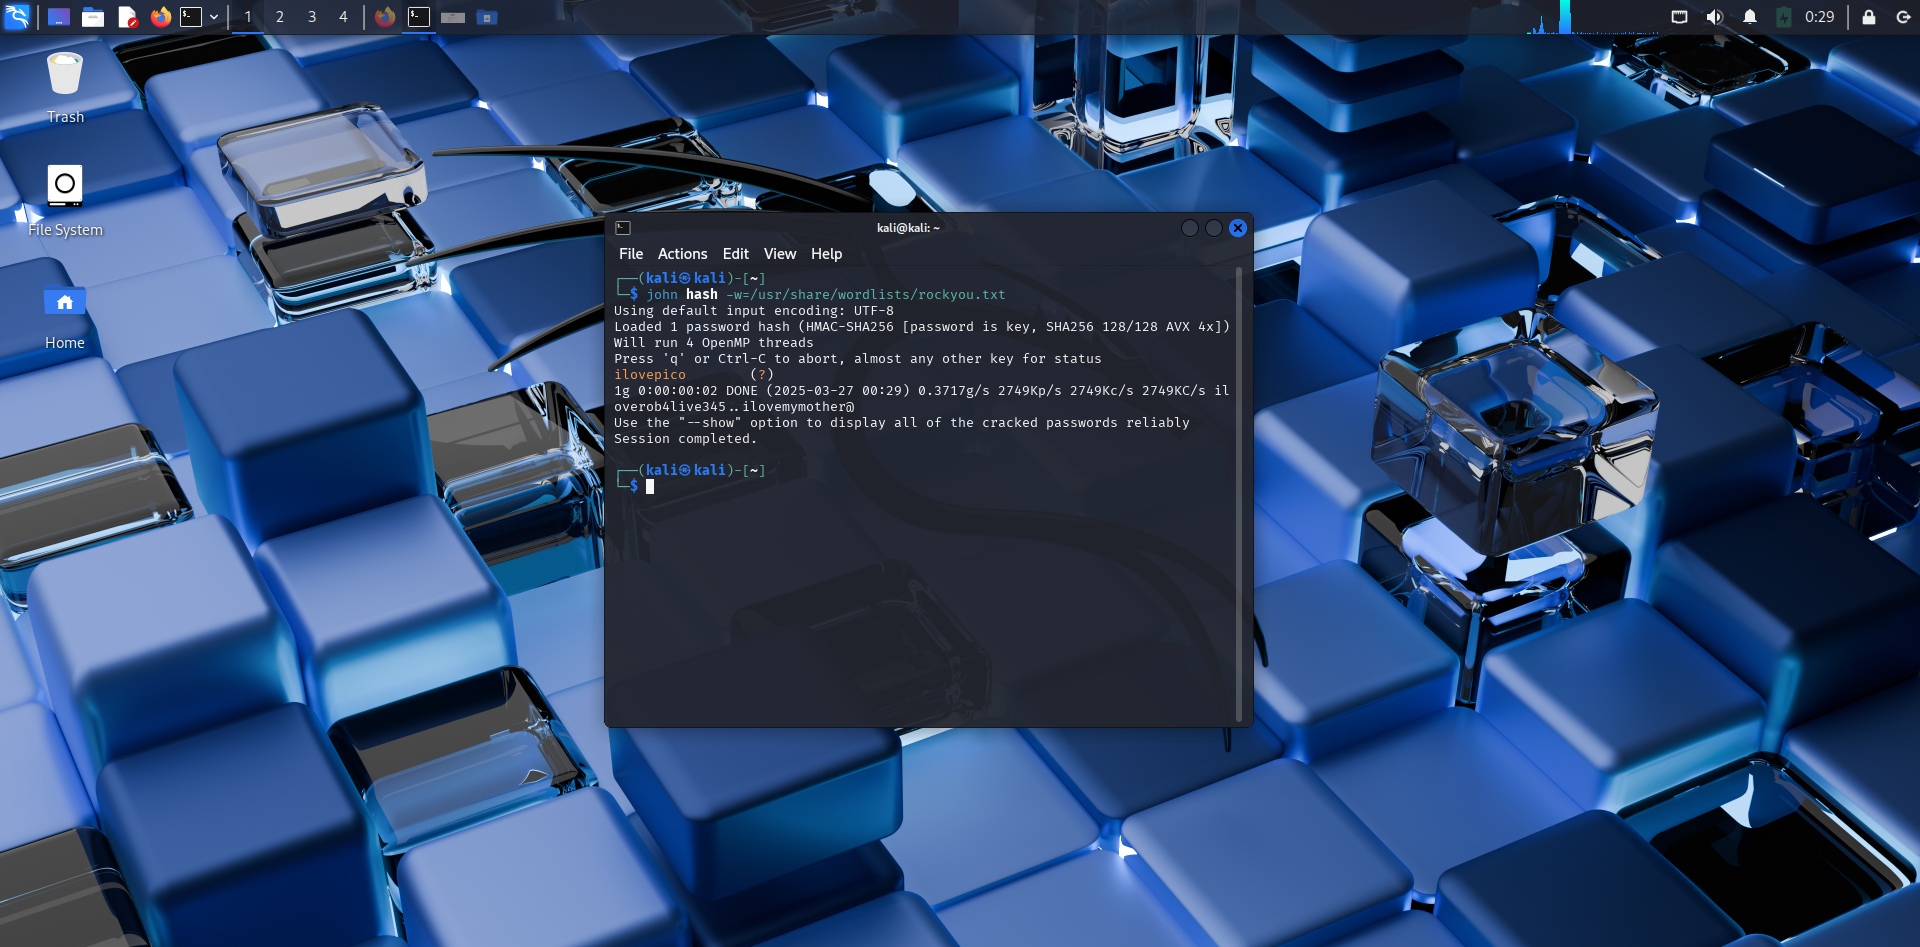 1 2 3 4 0:29
Trash
File System
Home
kali@kali: ~
File Actions Edit View Help
┌──(kali㉿kali)-[~]
└─$ john hash -w=/usr/share/wordlists/rockyou.txt
Using default input encoding: UTF-8
Loaded 1 password hash (HMAC-SHA256 [password is key, SHA256 128/128 AVX 4x])
Will run 4 OpenMP threads
Press 'q' or Ctrl-C to abort, almost any other key for status
ilovepico        (?)
1g 0:00:00:02 DONE (2025-03-27 00:29) 0.3717g/s 2749Kp/s 2749Kc/s 2749KC/s il
overob4live345..ilovemymother@
Use the "--show" option to display all of the cracked passwords reliably
Session completed.
┌──(kali㉿kali)-[~]
└─$